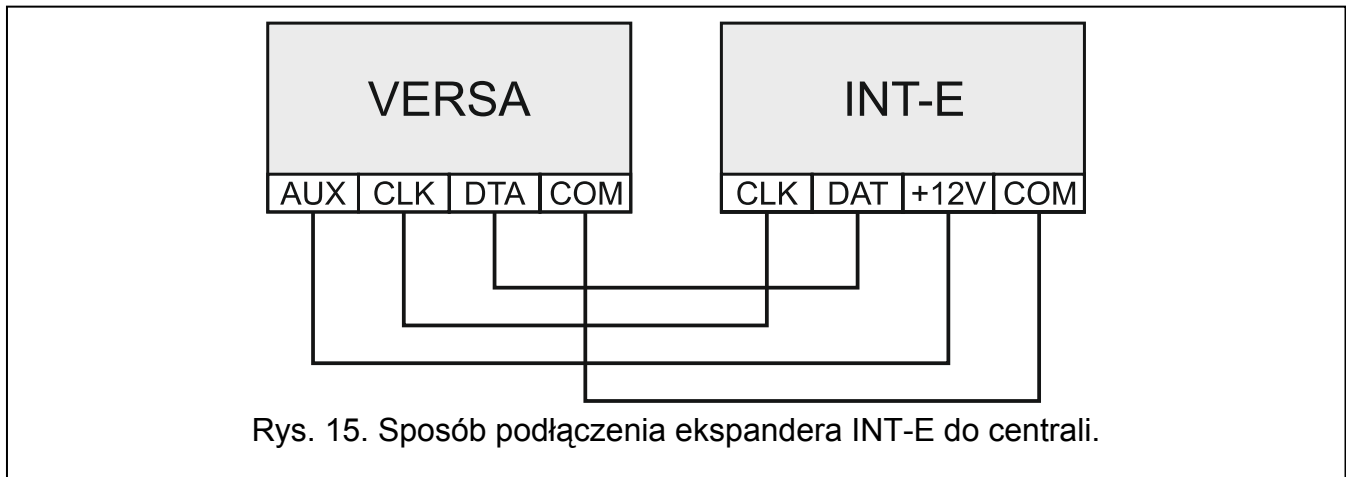 VERSA
INT-E
AUX CLK DTA COM
CLK DAT +12V COM
Rys. 15. Sposób podłączenia ekspandera INT-E do centrali.